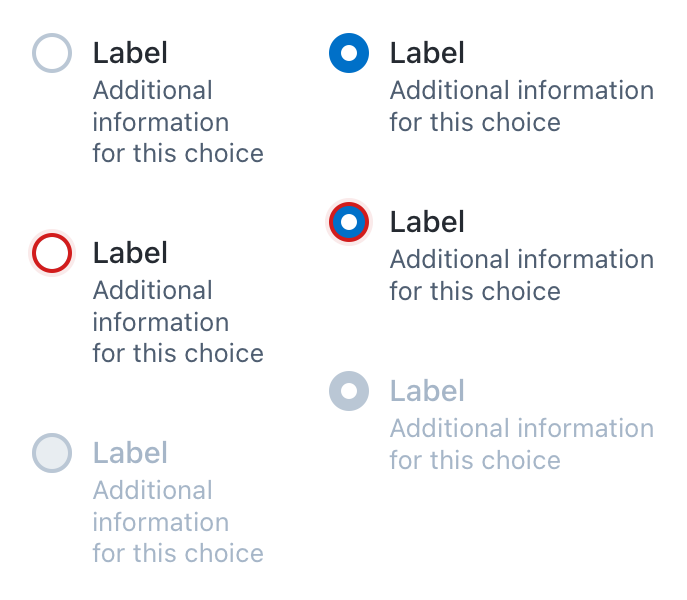 Label
Additional
information
for this choice
Label
Additional
information
for this choice
Label
Additional
information
for this choice
Label
Additional information
for this choice
Label
Additional information
for this choice
Label
Additional information
for this choice